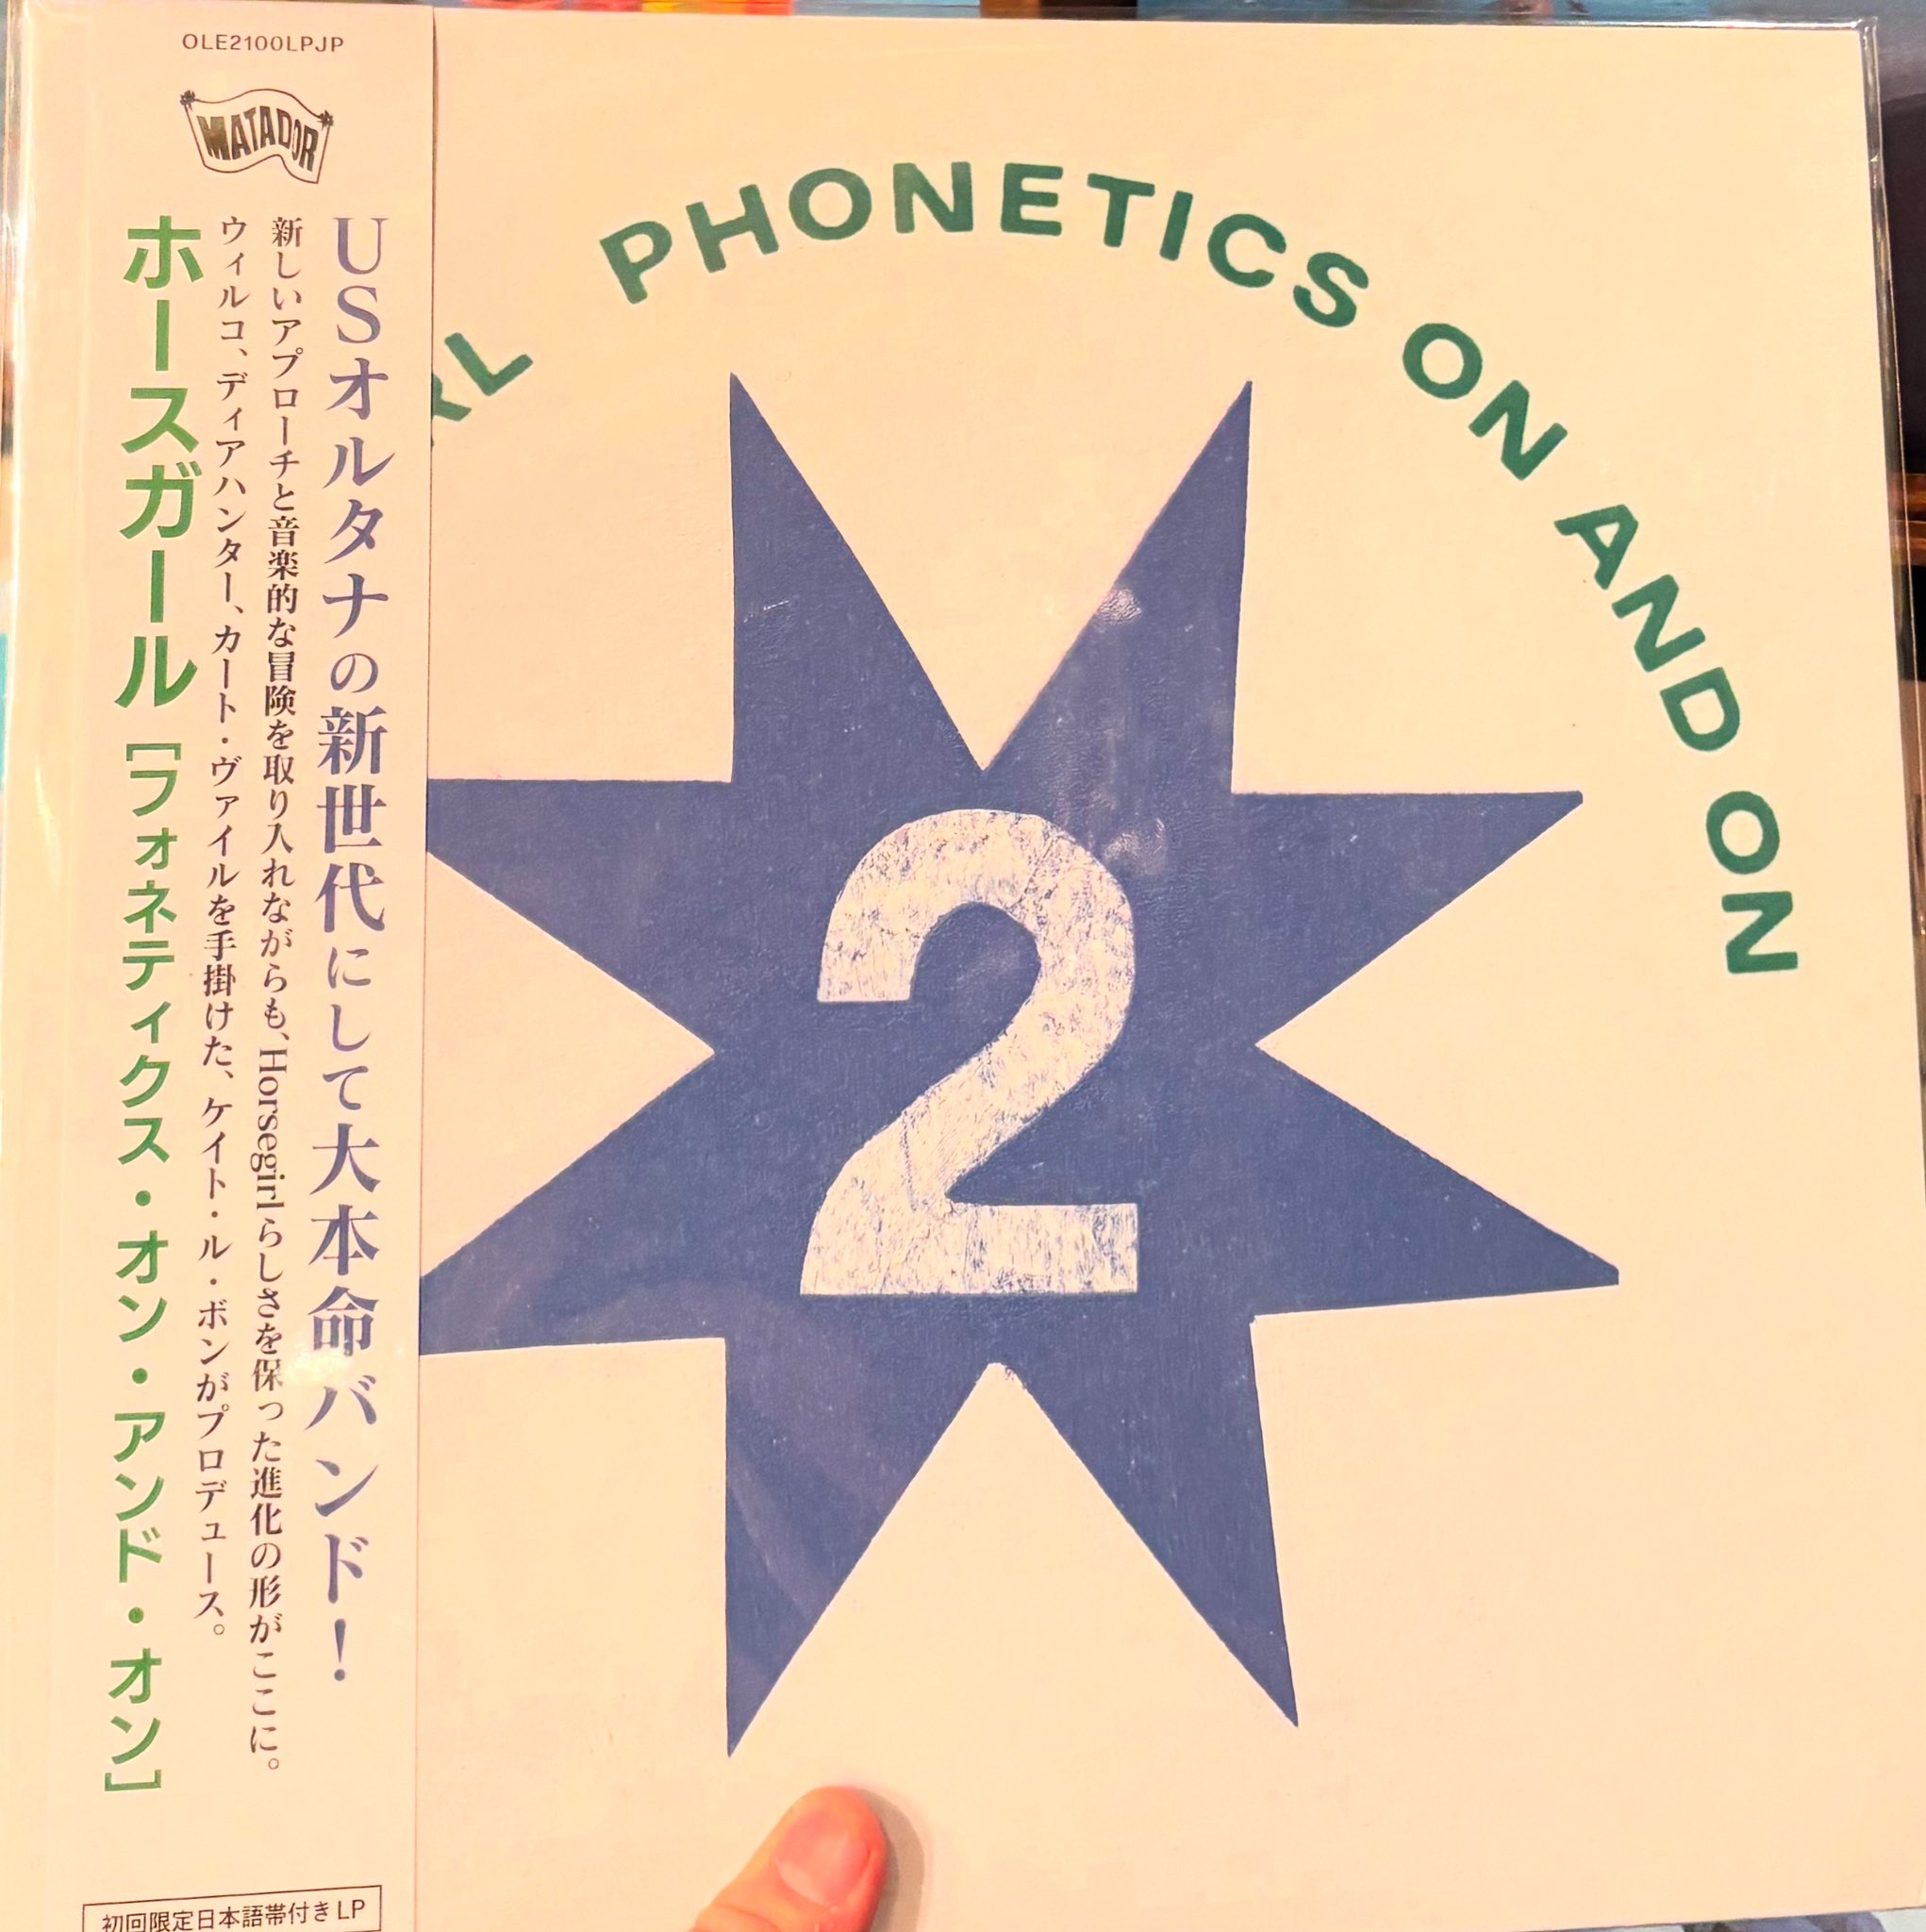 OLE2100LPJP
MATADOR
USオルタナの新世代にして大本命バンド！
新しいアプローチと音楽的な冒険を取り入れながらも、Horsegirlらしさを保った進化の形がここに。
ウィルコ、ディアハンター、カート・ヴァイルを手掛けた、ケイト・ル・ボンがプロデュース。
ホースガール［フォネティクス・オン・アンド・オン］
初回限定日本語帯付きLP
RL PHONETICS ON AND ON
2